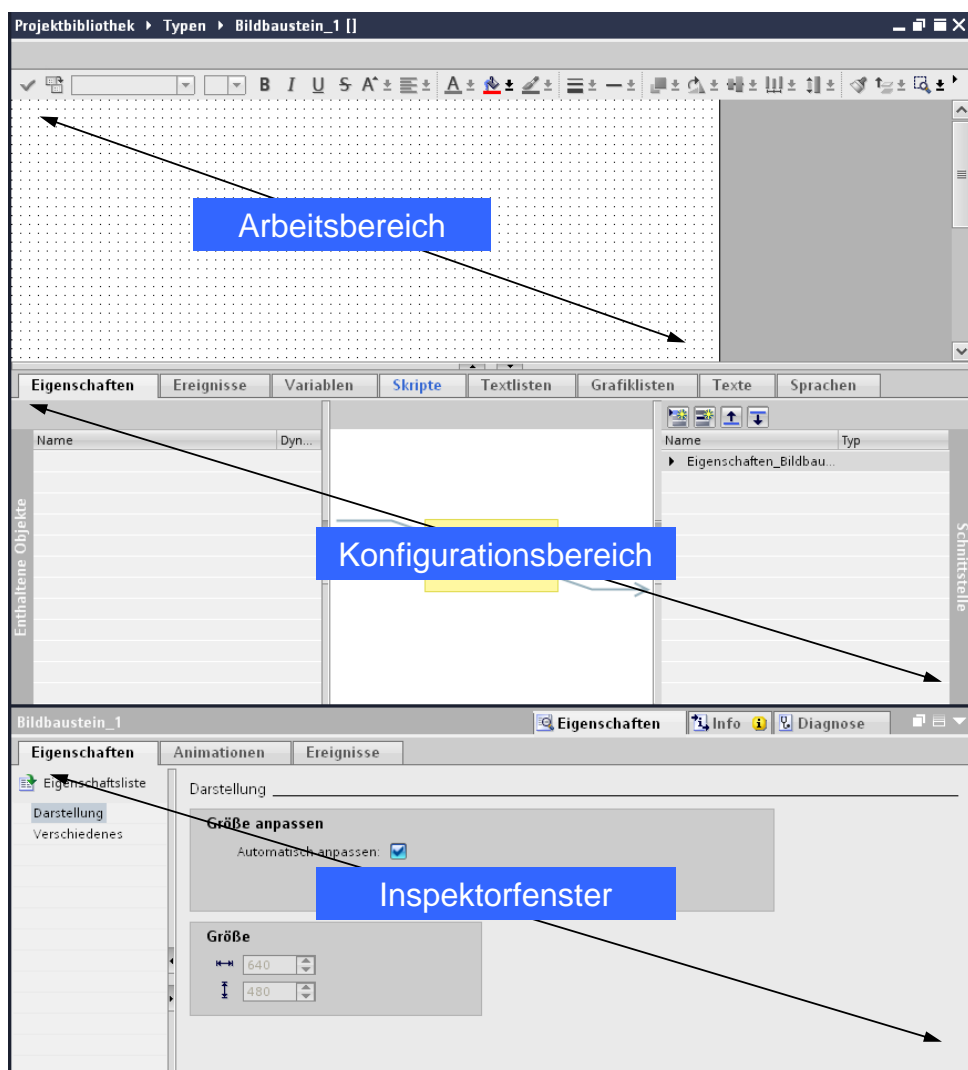 Projektbibliothek ▸ Typen ▸ Bildbaustein_1 []
B I U S A A
Arbeitsbereich
Eigenschaften Ereignisse Variablen Skripte Textlisten Grafiklisten Texte Sprachen
Name Dyn... Name Typ
Eigenschaften_Bildbau...
Enthaltene Objekte
Konfigurationsbereich
Schnittstelle
Bildbaustein_1 Eigenschaften Info Diagnose
Eigenschaften Animationen Ereignisse
Eigenschaftsliste Darstellung
Darstellung
Verschiedenes
Größe anpassen
Automatisch anpassen:
Inspektorfenster
Größe
640
480